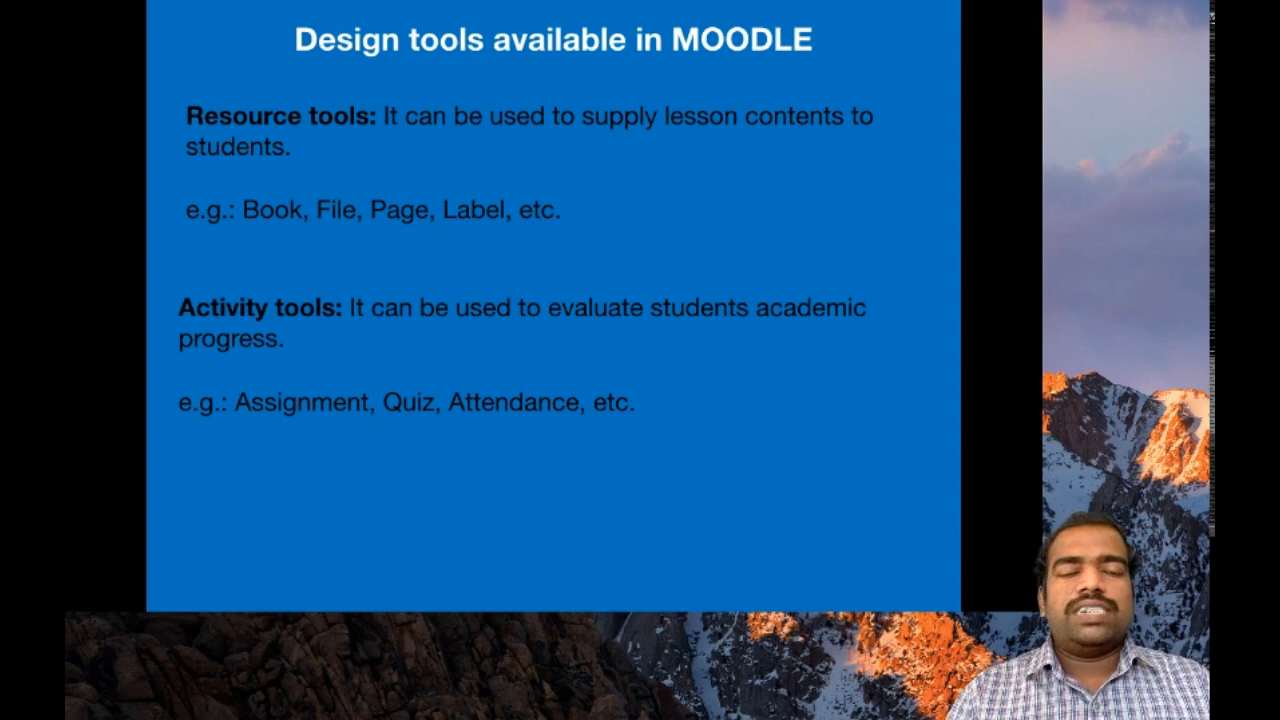 Design tools available in MOODLE
Resource tools: It can be used to supply lesson contents to
students.
e.g.: Book, File, Page, Label, etc.
Activity tools: It can be used to evaluate students academic
progress.
e.g.: Assignment, Quiz, Attendance, etc.